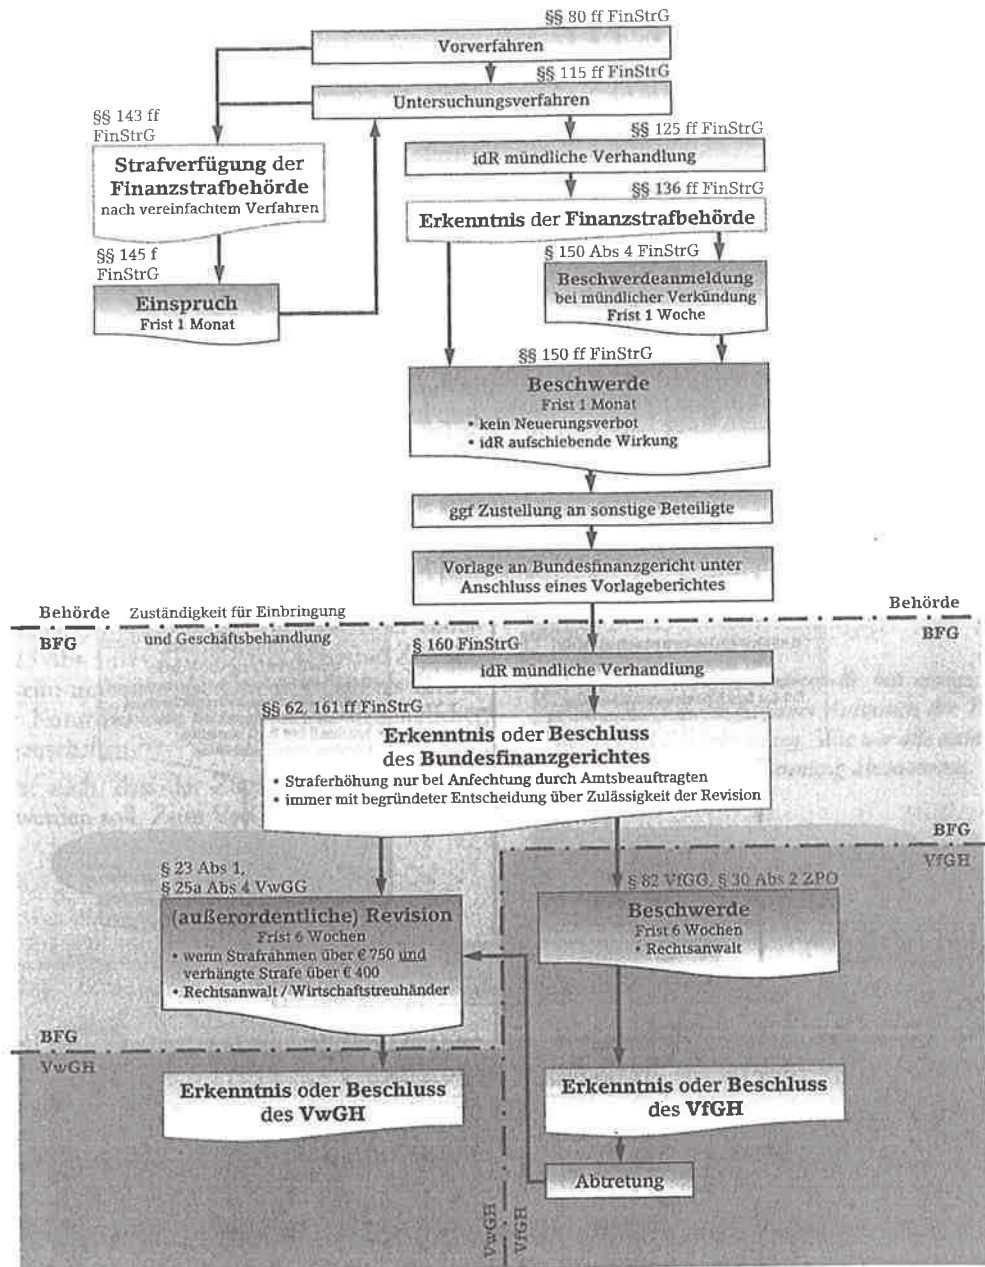 §§ 80 ff FinStrG
Vorverfahren
§§ 115 ff FinStrG
Untersuchungsverfahren
§§ 143 ff
FinStrG
Strafverfügung der
Finanzstrafbehörde
nach vereinfachtem Verfahren
§§ 125 ff FinStrG
idR mündliche Verhandlung
§§ 136 ff FinStrG
Erkenntnis der Finanzstrafbehörde
§§ 145 f
FinStrG
Einspruch
Frist 1 Monat
§ 150 Abs 4 FinStrG
Beschwerdeanmeldung
bei mündlicher Verkündung
Frist 1 Woche
§§ 150 ff FinStrG
Beschwerde
Frist 1 Monat
• kein Neuerungsverbot
• idR aufschiebende Wirkung
ggf Zustellung an sonstige Beteiligte
Vorlage an Bundesfinanzgericht unter
Anschluss eines Vorlageberichtes
Behörde Zuständigkeit für Einbringung Behörde
BFG und Geschäftsbehandlung BFG
§ 160 FinStrG
idR mündliche Verhandlung
§§ 62, 161 ff FinStrG
Erkenntnis oder Beschluss
des Bundesfinanzgerichtes
• Straferhöhung nur bei Anfechtung durch Amtsbeauftragten
• immer mit begründeter Entscheidung über Zulässigkeit der Revision
BFG
VfGH
§ 23 Abs 1,
§ 25a Abs 4 VwGG
(außerordentliche) Revision
Frist 6 Wochen
• wenn Strafrahmen über € 750 und
verhängte Strafe über € 400
• Rechtsanwalt / Wirtschaftstreuhänder
§ 82 VfGG, § 30 Abs 2 ZPO
Beschwerde
Frist 6 Wochen
• Rechtsanwalt
BFG
VwGH
Erkenntnis oder Beschluss
des VwGH
Erkenntnis oder Beschluss
des VfGH
Abtretung
VwGH
VfGH